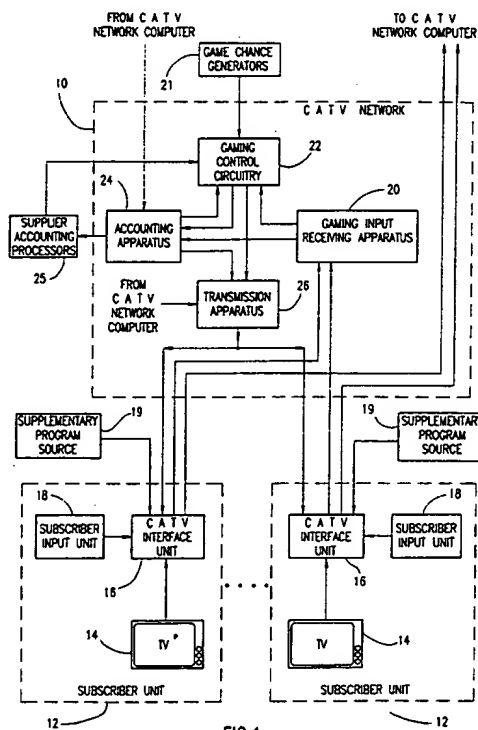 FROM C A T V
NETWORK COMPUTER
TO C A T V
NETWORK COMPUTER
GAME CHANCE
GENERATORS
21
10
C A T V NETWORK
GAMING
CONTROL
CIRCUITRY
22
24
20
SUPPLIER
ACCOUNTING
PROCESSORS
25
ACCOUNTING
APPARATUS
GAMING INPUT
RECEIVING APPARATUS
FROM
C A T V
NETWORK
COMPUTER
26
TRANSMISSION
APPARATUS
19
SUPPLEMENTARY
PROGRAM
SOURCE
19
SUPPLEMENTARY
PROGRAM
SOURCE
18
SUBSCRIBER
INPUT UNIT
C A T V
INTERFACE
UNIT
16
14
TV
SUBSCRIBER UNIT
12
C A T V
INTERFACE
UNIT
16
18
SUBSCRIBER
INPUT UNIT
TV
14
SUBSCRIBER UNIT
12